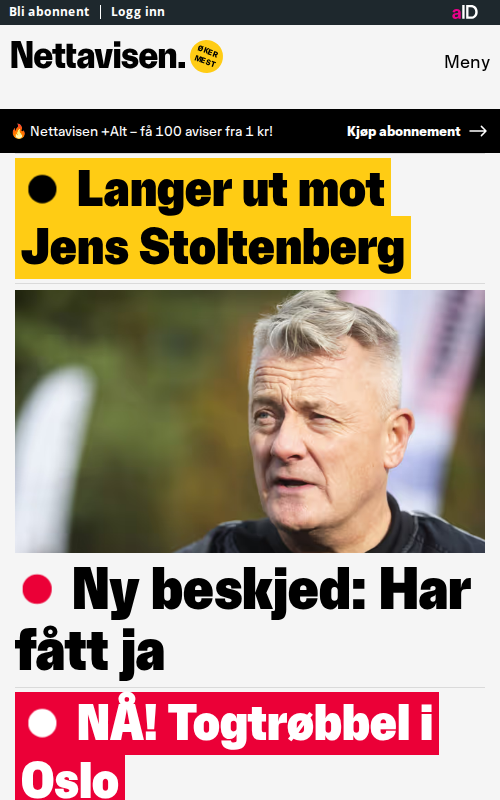 Bli abonnent | Logg inn
aID
Nettavisen.
ØKER
MEST
Meny
🔥 Nettavisen +Alt – få 100 aviser fra 1 kr!
Kjøp abonnement →
Langer ut mot
Jens Stoltenberg
Ny beskjed: Har
fått ja
NÅ! Togtrøbbel i
Oslo